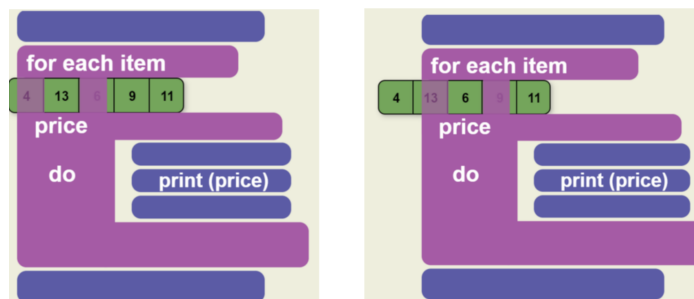 for each item
4 13 6 9 11
price
do
print (price)
for each item
4 13 6 9 11
price
do
print (price)